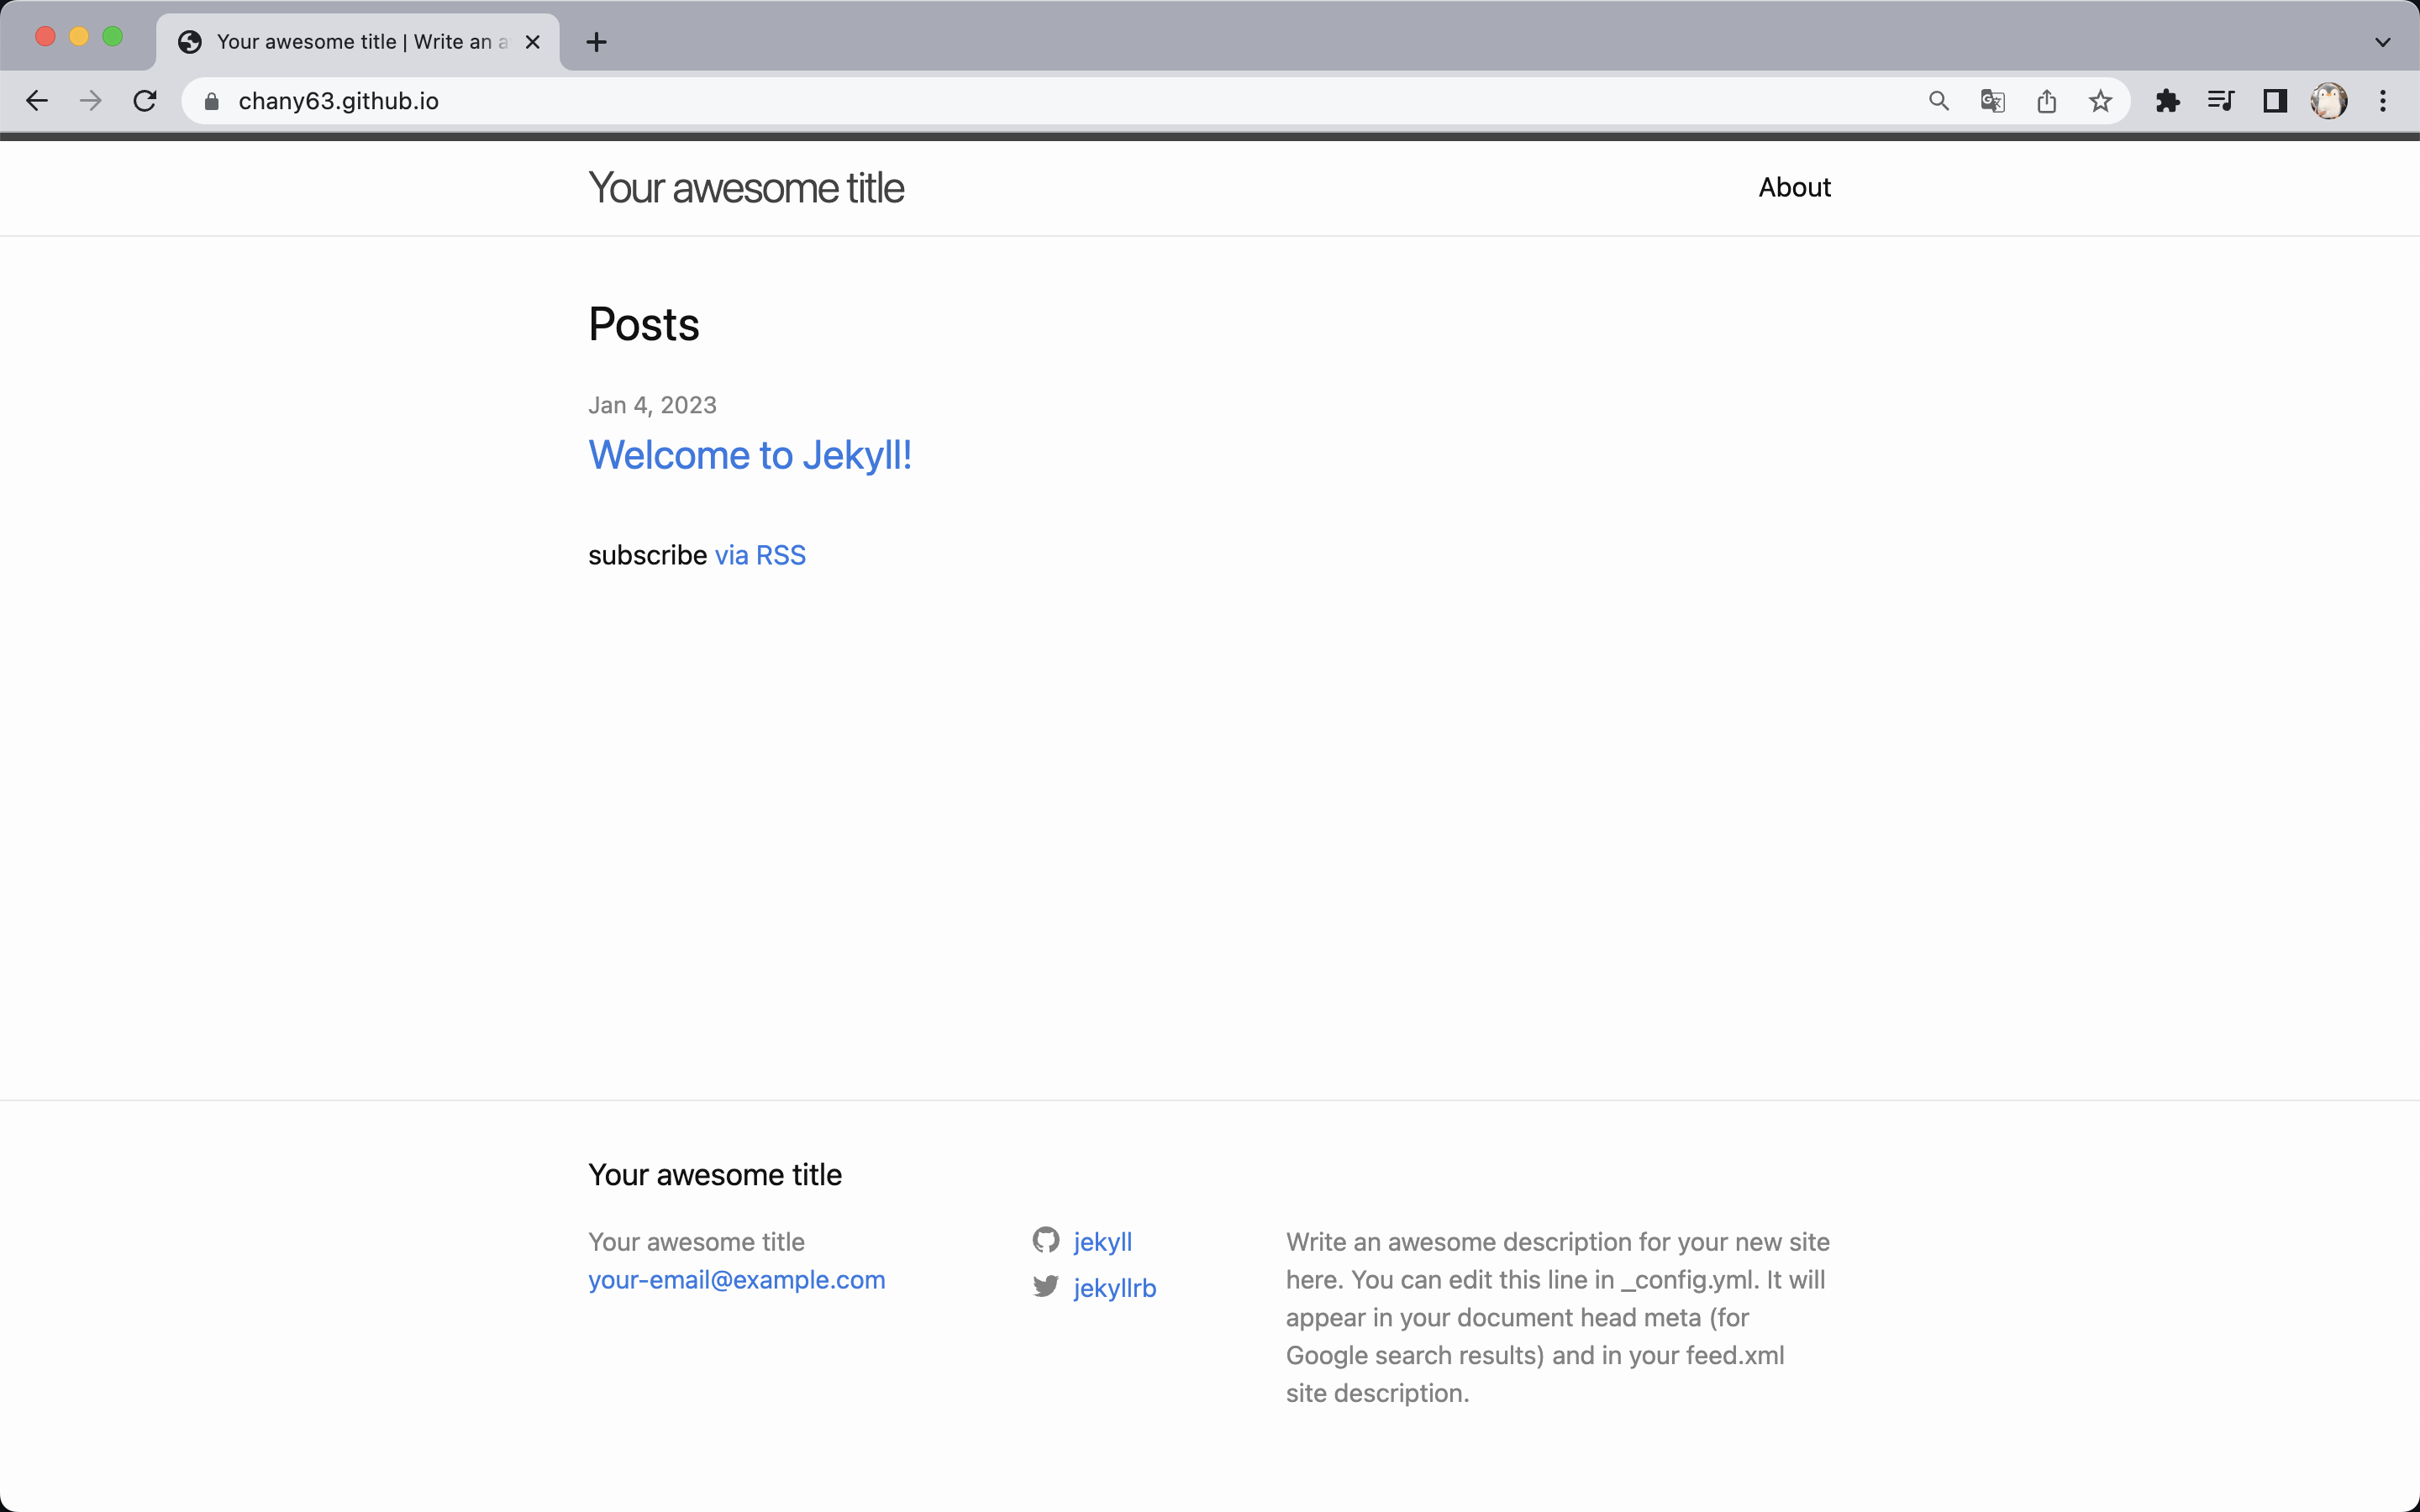 Your awesome title | Write an a
chany63.github.io
Your awesome title
About
Posts
Jan 4, 2023
Welcome to Jekyll!
subscribe via RSS
Your awesome title
Your awesome title
your-email@example.com
jekyll
jekyllrb
Write an awesome description for your new site
here. You can edit this line in _config.yml. It will
appear in your document head meta (for
Google search results) and in your feed.xml
site description.